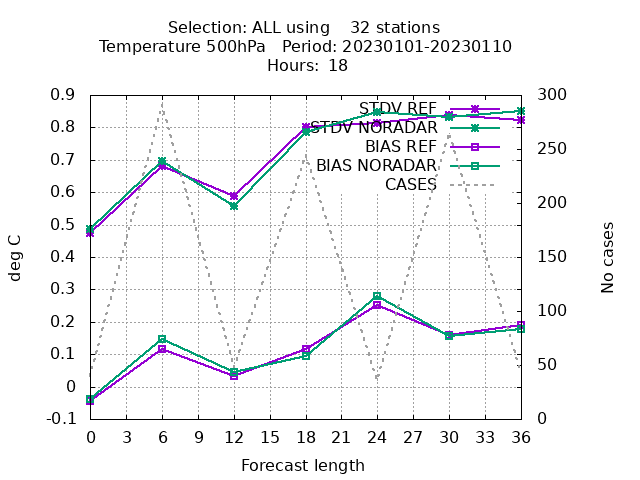 Selection: ALL using    32 stations
Temperature 500hPa   Period: 20230101-20230110
Hours: 18
0.9
0.8
0.7
0.6
0.5
0.4
0.3
0.2
0.1
0
-0.1
deg C
STDV REF
STDV NORADAR
BIAS REF
BIAS NORADAR
CASES
300
250
200
150
100
50
0
No cases
0 3 6 9 12 15 18 21 24 27 30 33 36
Forecast length